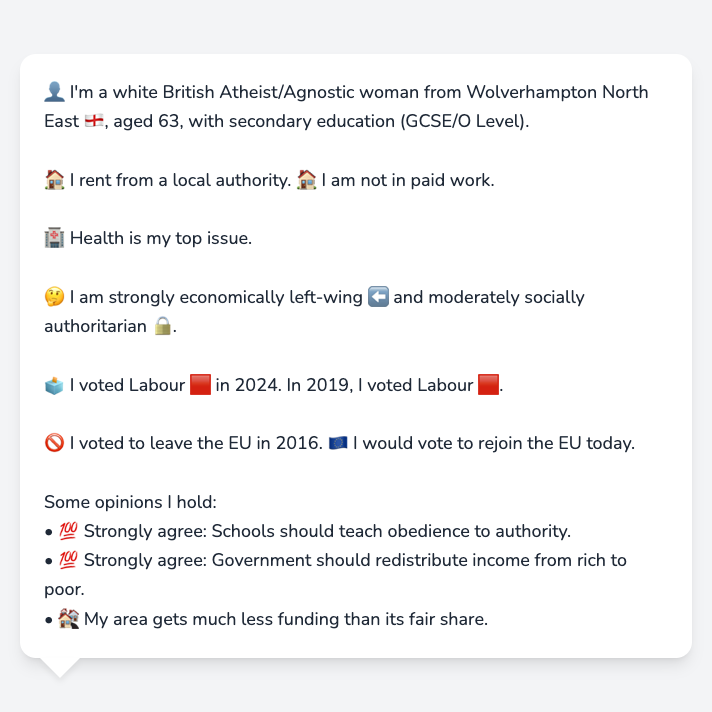 👤 I'm a white British Atheist/Agnostic woman from Wolverhampton North
East 🏴󠁧󠁢󠁥󠁮󠁧󠁿, aged 63, with secondary education (GCSE/O Level).
🏠 I rent from a local authority. 🏠 I am not in paid work.
🏥 Health is my top issue.
🤔 I am strongly economically left-wing ⬅️ and moderately socially
authoritarian 🔒.
🗳️ I voted Labour 🟥 in 2024. In 2019, I voted Labour 🟥.
🚫 I voted to leave the EU in 2016. 🇪🇺 I would vote to rejoin the EU today.
Some opinions I hold:
• 💯 Strongly agree: Schools should teach obedience to authority.
• 💯 Strongly agree: Government should redistribute income from rich to
poor.
• 🏚️ My area gets much less funding than its fair share.